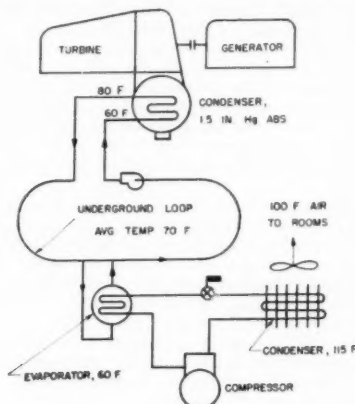 TURBINE
GENERATOR
80 F
60 F
CONDENSER,
1.5 IN. Hg ABS
UNDERGROUND LOOP
AVG TEMP 70 F
100 F AIR
TO ROOMS
EVAPORATOR, 60 F
CONDENSER, 115 F
COMPRESSOR